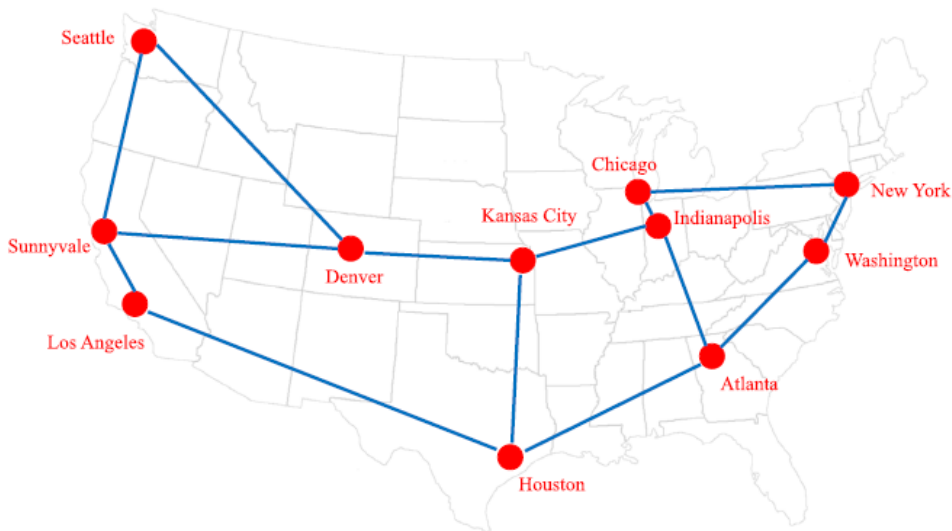 Seattle
Chicago
New York
Kansas City
Indianapolis
Sunnyvale
Denver
Washington
Los Angeles
Atlanta
Houston